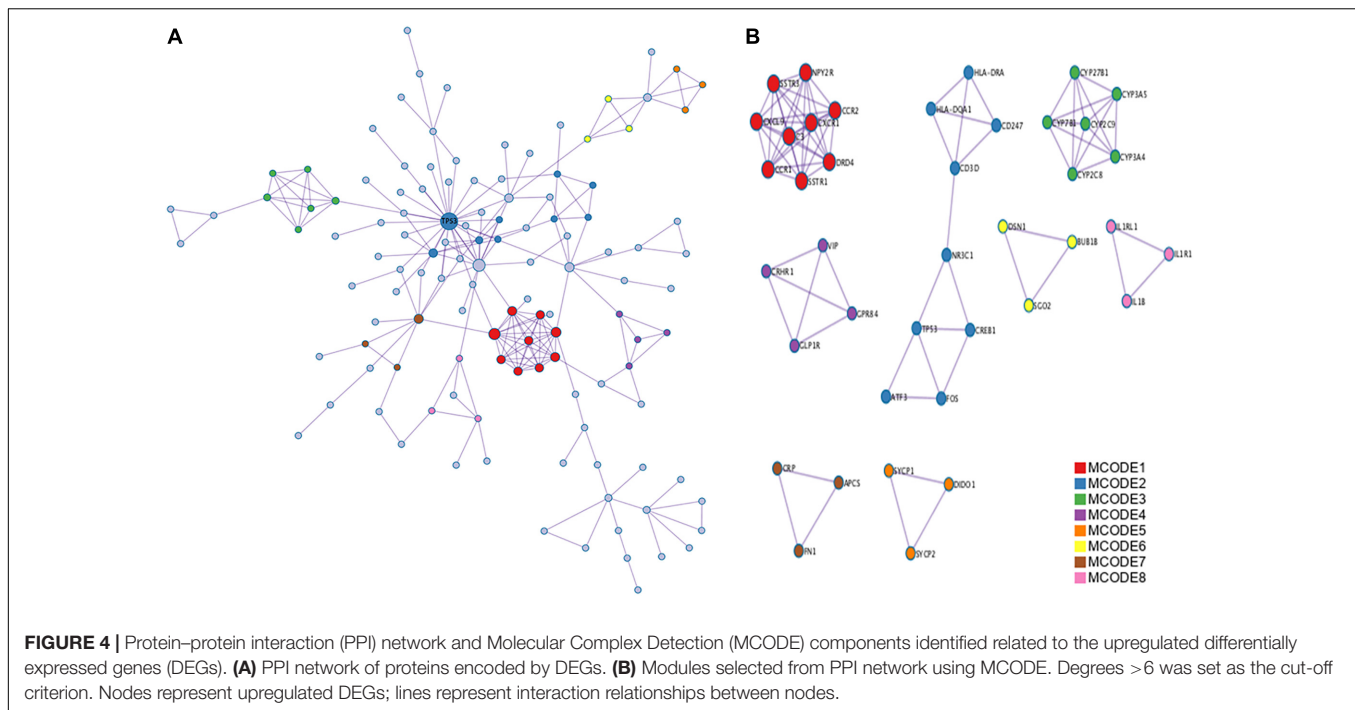 A
B
TP53
SSTR3
NPY2R
CCR2
CXCL9
CXCR1
C3
DRD4
CCR1
SSTR1
HLA-DRA
HLA-DQA1
CD247
CD3D
NR3C1
TP53
CREB1
ATF3
FOS
CYP27B1
CYP3A5
CYP7B1
CYP2C9
CYP3A4
CYP2C8
VIP
CRHR1
GPR84
GLP1R
DSN1
BUB1B
SGO2
IL1RL1
IL1R1
IL1B
CRP
APCS
FN1
SYCP1
DIDO1
SYCP2
MCODE1
MCODE2
MCODE3
MCODE4
MCODE5
MCODE6
MCODE7
MCODE8
FIGURE 4 | Protein–protein interaction (PPI) network and Molecular Complex Detection (MCODE) components identified related to the upregulated differentially
expressed genes (DEGs). (A) PPI network of proteins encoded by DEGs. (B) Modules selected from PPI network using MCODE. Degrees >6 was set as the cut-off
criterion. Nodes represent upregulated DEGs; lines represent interaction relationships between nodes.